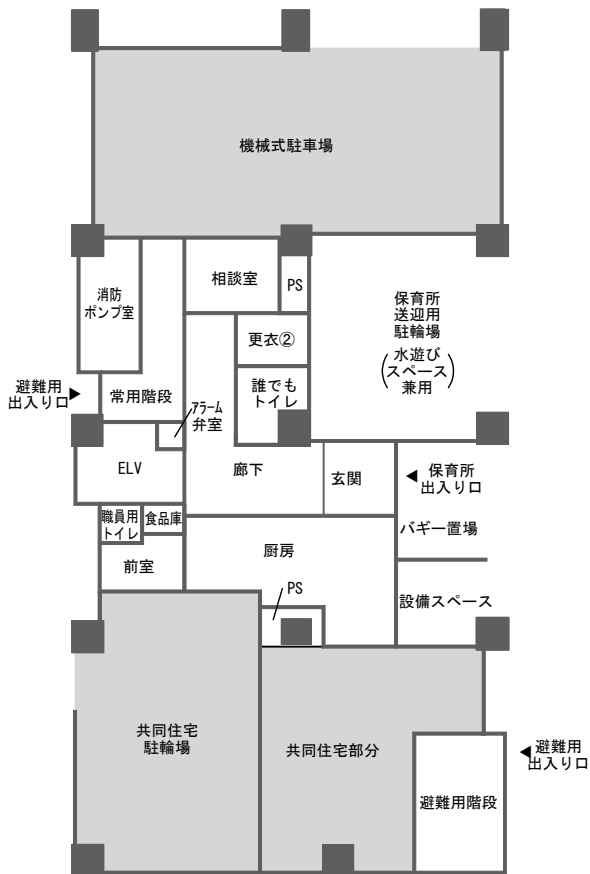 機械式駐車場
相談室
PS
消防
ポンプ室
保育所
送迎用
駐輪場
(水遊び
スペース
兼用)
更衣②
誰でも
トイレ
避難用
出入り口
常用階段
アラーム
弁室
ELV
廊下
玄関
保育所
出入り口
職員用
トイレ
食品庫
バギー置場
厨房
前室
PS
設備スペース
共同住宅
駐輪場
共同住宅部分
避難用
出入り口
避難用階段